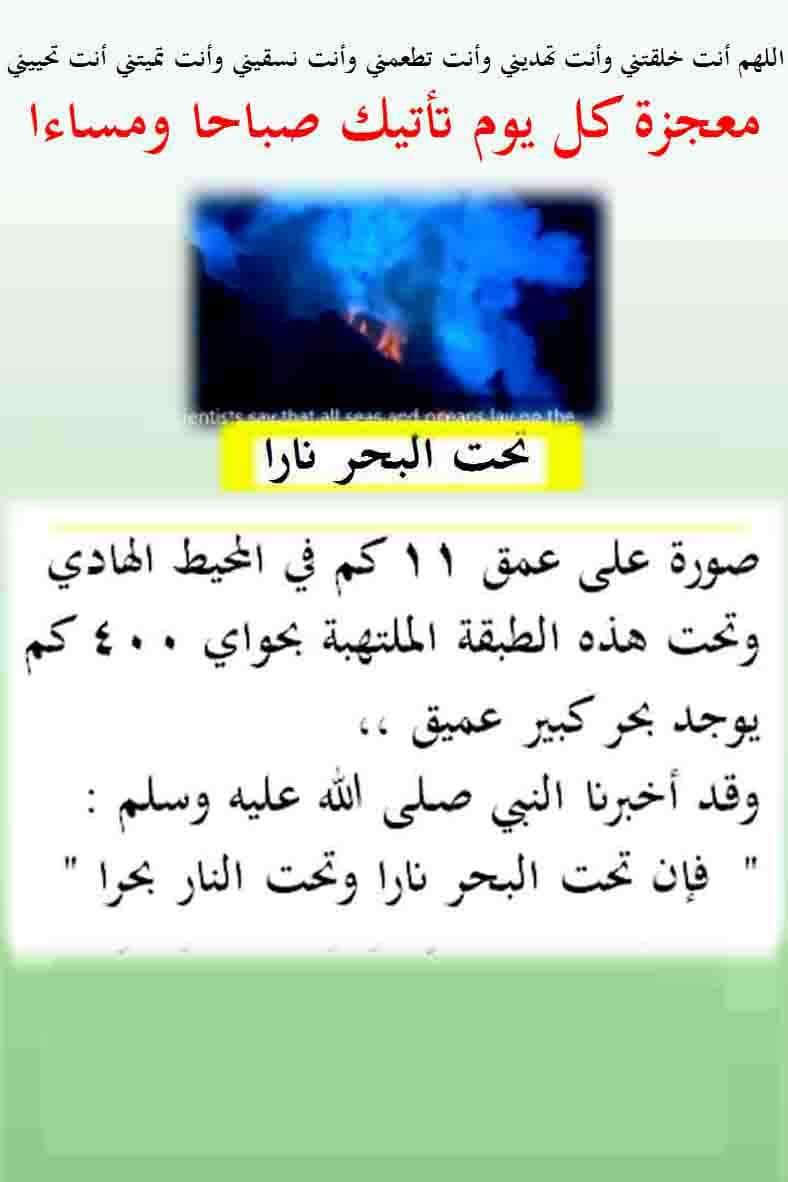 اللهم أنت خلقتني وأنت تهديني وأنت تطعمني وأنت نسقيني وأنت تميتني أنت تحييني
معجزة كل يوم تأتيك صباحا ومساءا
ientists say that all seas and oceans lay on the
تحت البحر نارا
صورة على عمق ١١ كم في المحيط الهادي
وتحت هذه الطبقة الملتهبة بحواي ٤٠٠ كم
يوجد بحر كبير عميق ،،
وقد أخبرنا النبي صلى الله عليه وسلم :
" فإن تحت البحر نارا وتحت النار بحرا "